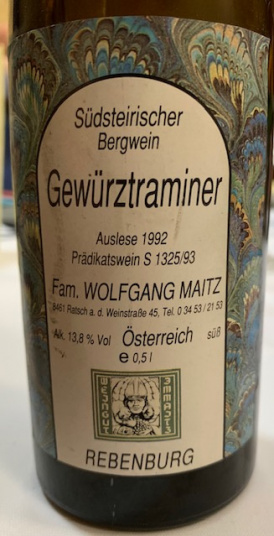 Südsteirischer
Bergwein
Gewürztraminer
Auslese 1992
Prädikatswein S 1325/93
Fam. WOLFGANG MAITZ
8461 Ratsch a. d. Weinstraße 45, Tel. 0 34 53 / 21 53
Alk. 13,8 % Vol Österreich süß
e 0,5 l
WEINGUT
REBENBURG